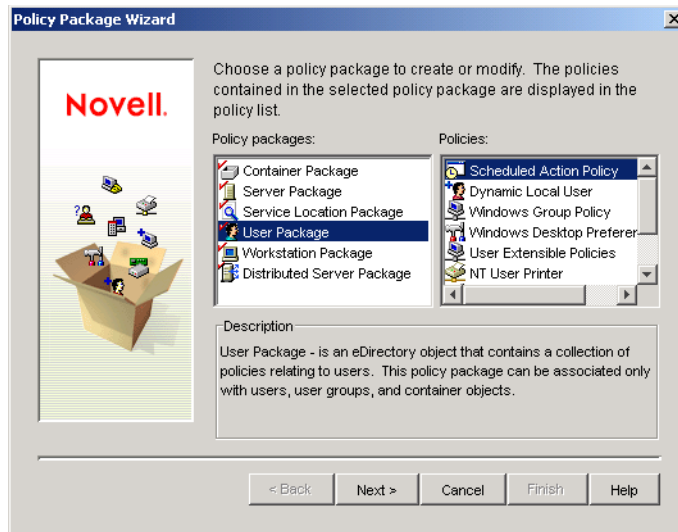 Policy Package Wizard
Novell.
Choose a policy package to create or modify. The policies
contained in the selected policy package are displayed in the
policy list.
Policy packages:
Container Package
Server Package
Service Location Package
User Package
Workstation Package
Distributed Server Package
Policies:
Scheduled Action Policy
Dynamic Local User
Windows Group Policy
Windows Desktop Preferer
User Extensible Policies
NT User Printer
Description
User Package - is an eDirectory object that contains a collection of
policies relating to users. This policy package can be associated only
with users, user groups, and container objects.
< Back
Next >
Cancel
Finish
Help